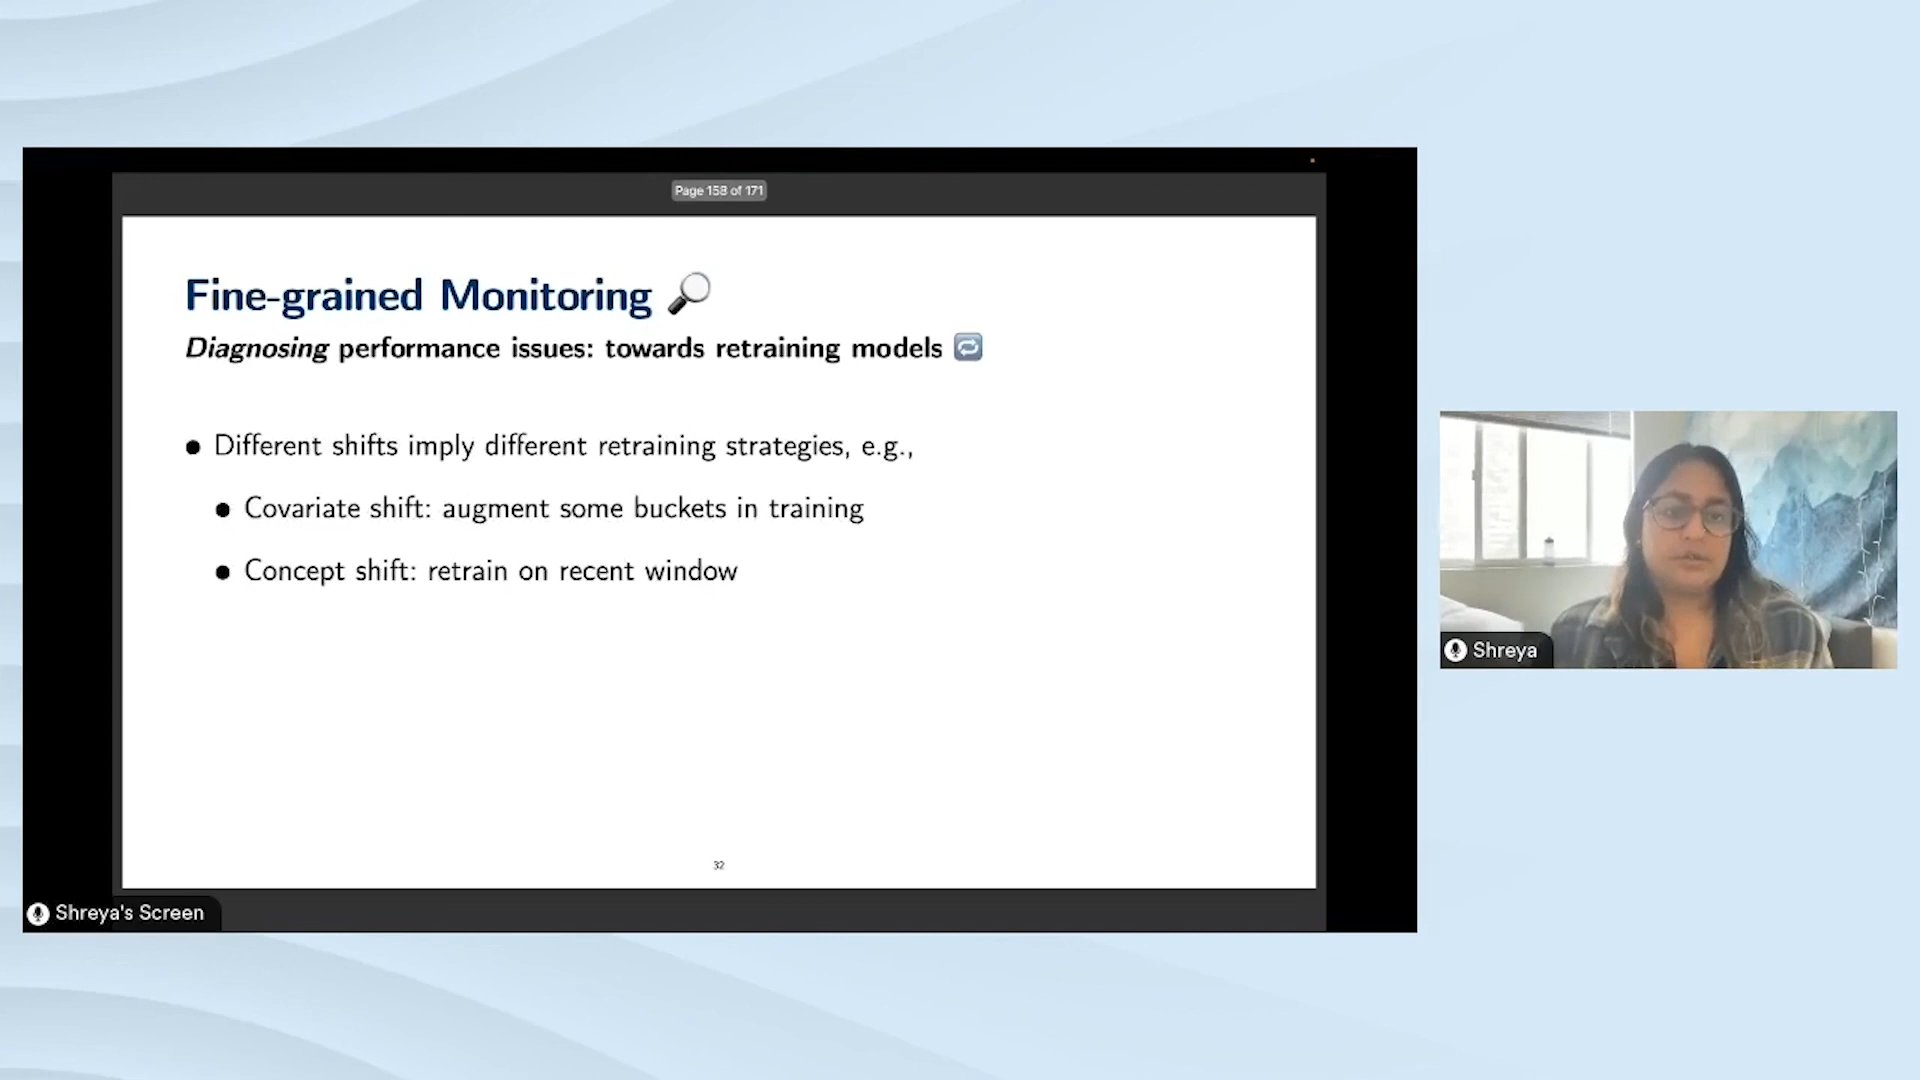 Page 158 of 171
Fine-grained Monitoring
Diagnosing performance issues: towards retraining models
● Different shifts imply different retraining strategies, e.g.,
● Covariate shift: augment some buckets in training
● Concept shift: retrain on recent window
32
Shreya's Screen
Shreya